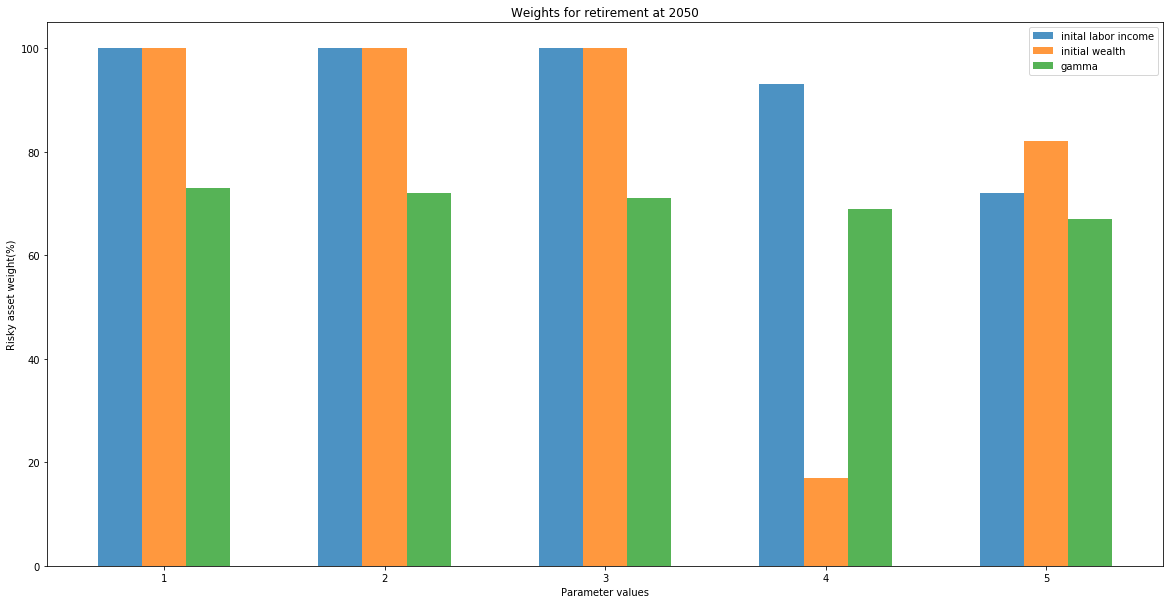 Weights for retirement at 2050
inital labor income
initial wealth
gamma
Risky asset weight(%)
100
80
60
40
20
0
1 2 3 4 5
Parameter values